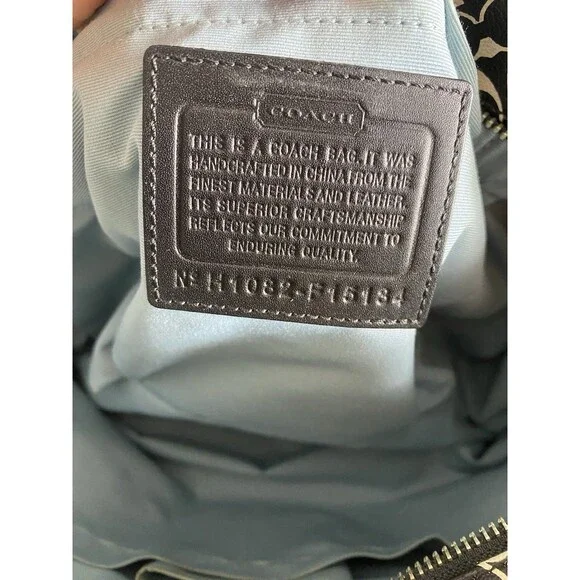 COACH
THIS IS A COACH BAG. IT WAS
HANDCRAFTED IN CHINA FROM THE
FINEST MATERIALS AND LEATHER.
ITS SUPERIOR CRAFTSMANSHIP
REFLECTS OUR COMMITMENT TO
ENDURING QUALITY.
Nº H1082-F15184